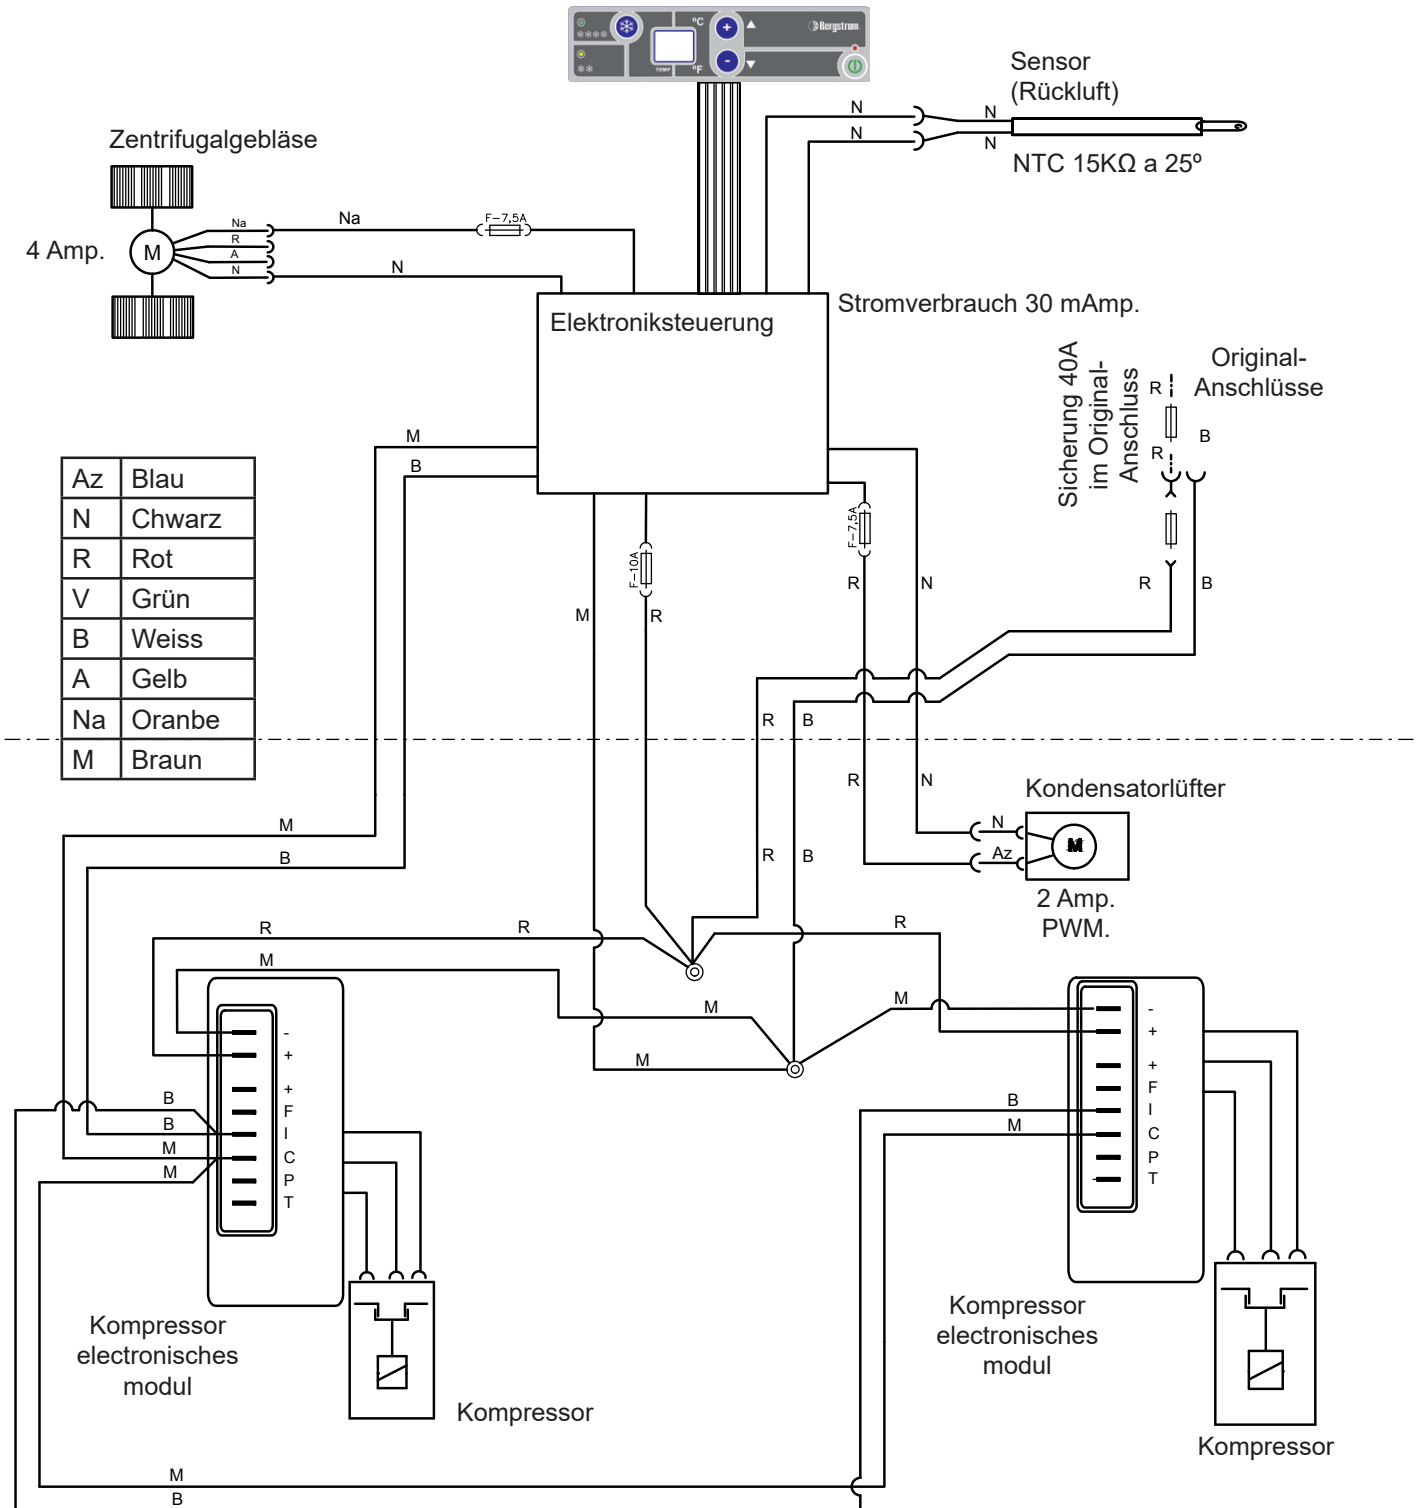 °C
Bergstrom
TEMP
°F
Sensor
(Rückluft)
N
N
N
N
NTC 15KΩ a 25º
Zentrifugalgebläse
4 Amp.
M
Na
R
A
N
Na
F-7,5A
N
Elektroniksteuerung
Stromverbrauch 30 mAmp.
Sicherung 40A
im Original-
Anschluss
Original-
Anschlüsse
R
R
B
R
B
M
B
Az Blau
N Chwarz
R Rot
V Grün
B Weiss
A Gelb
Na Oranbe
M Braun
F-10A
F-7,5A
M
R
R
N
R
B
R
N
Kondensatorlüfter
N
Az
M
2 Amp.
PWM.
M
B
R
B
R
R
R
M
M
M
M
-
+
+
F
I
C
P
T
B
B
M
M
-
+
+
F
I
C
P
T
B
M
Kompressor
electronisches
modul
Kompressor
Kompressor
electronisches
modul
Kompressor
M
B